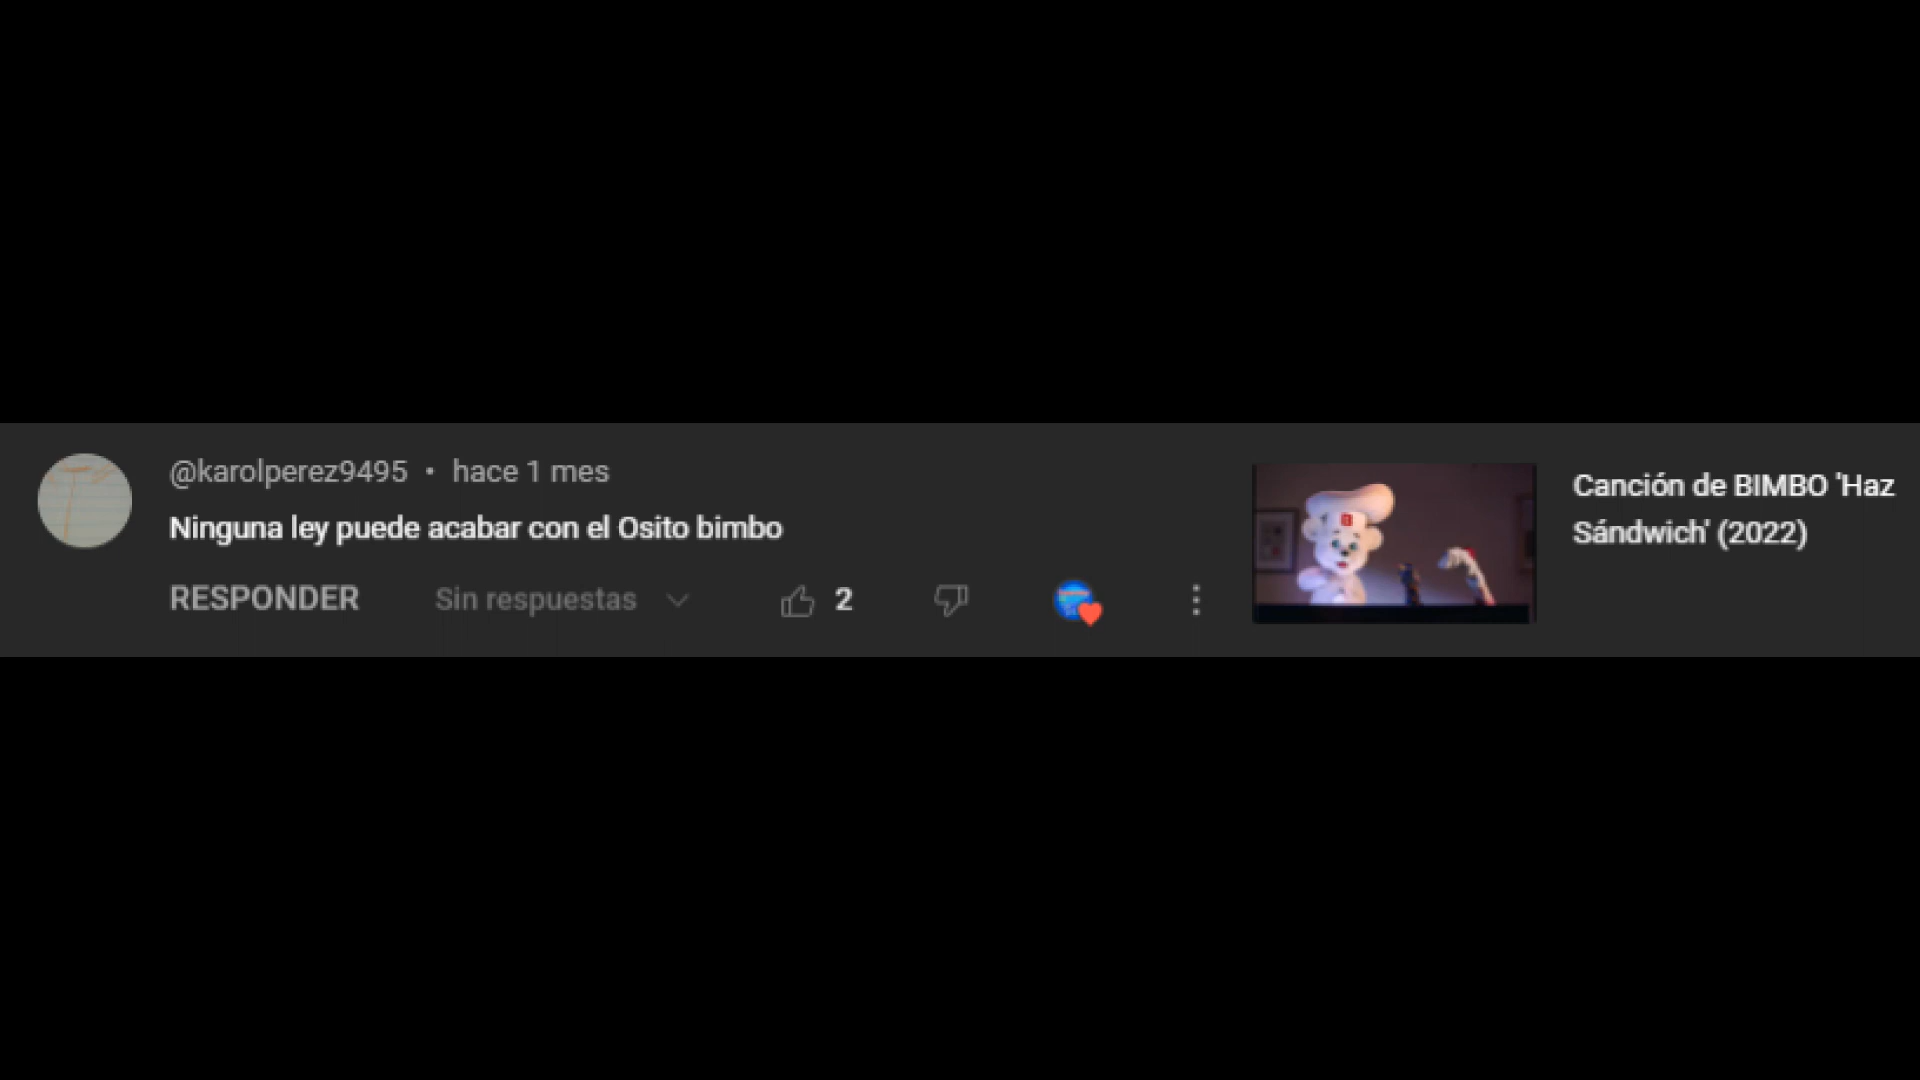 @karolperez9495 • hace 1 mes
Ninguna ley puede acabar con el Osito bimbo
RESPONDER Sin respuestas 2
Canción de BIMBO 'Haz
Sándwich' (2022)